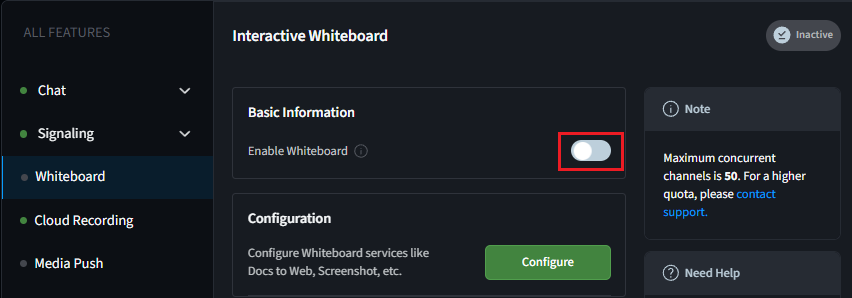 ALL FEATURES
Chat
Signaling
Whiteboard
Cloud Recording
Media Push
Interactive Whiteboard
Inactive
Basic Information
Enable Whiteboard
Configuration
Configure Whiteboard services like
Docs to Web, Screenshot, etc.
Configure
Note
Maximum concurrent
channels is 50. For a higher
quota, please contact
support.
Need Help